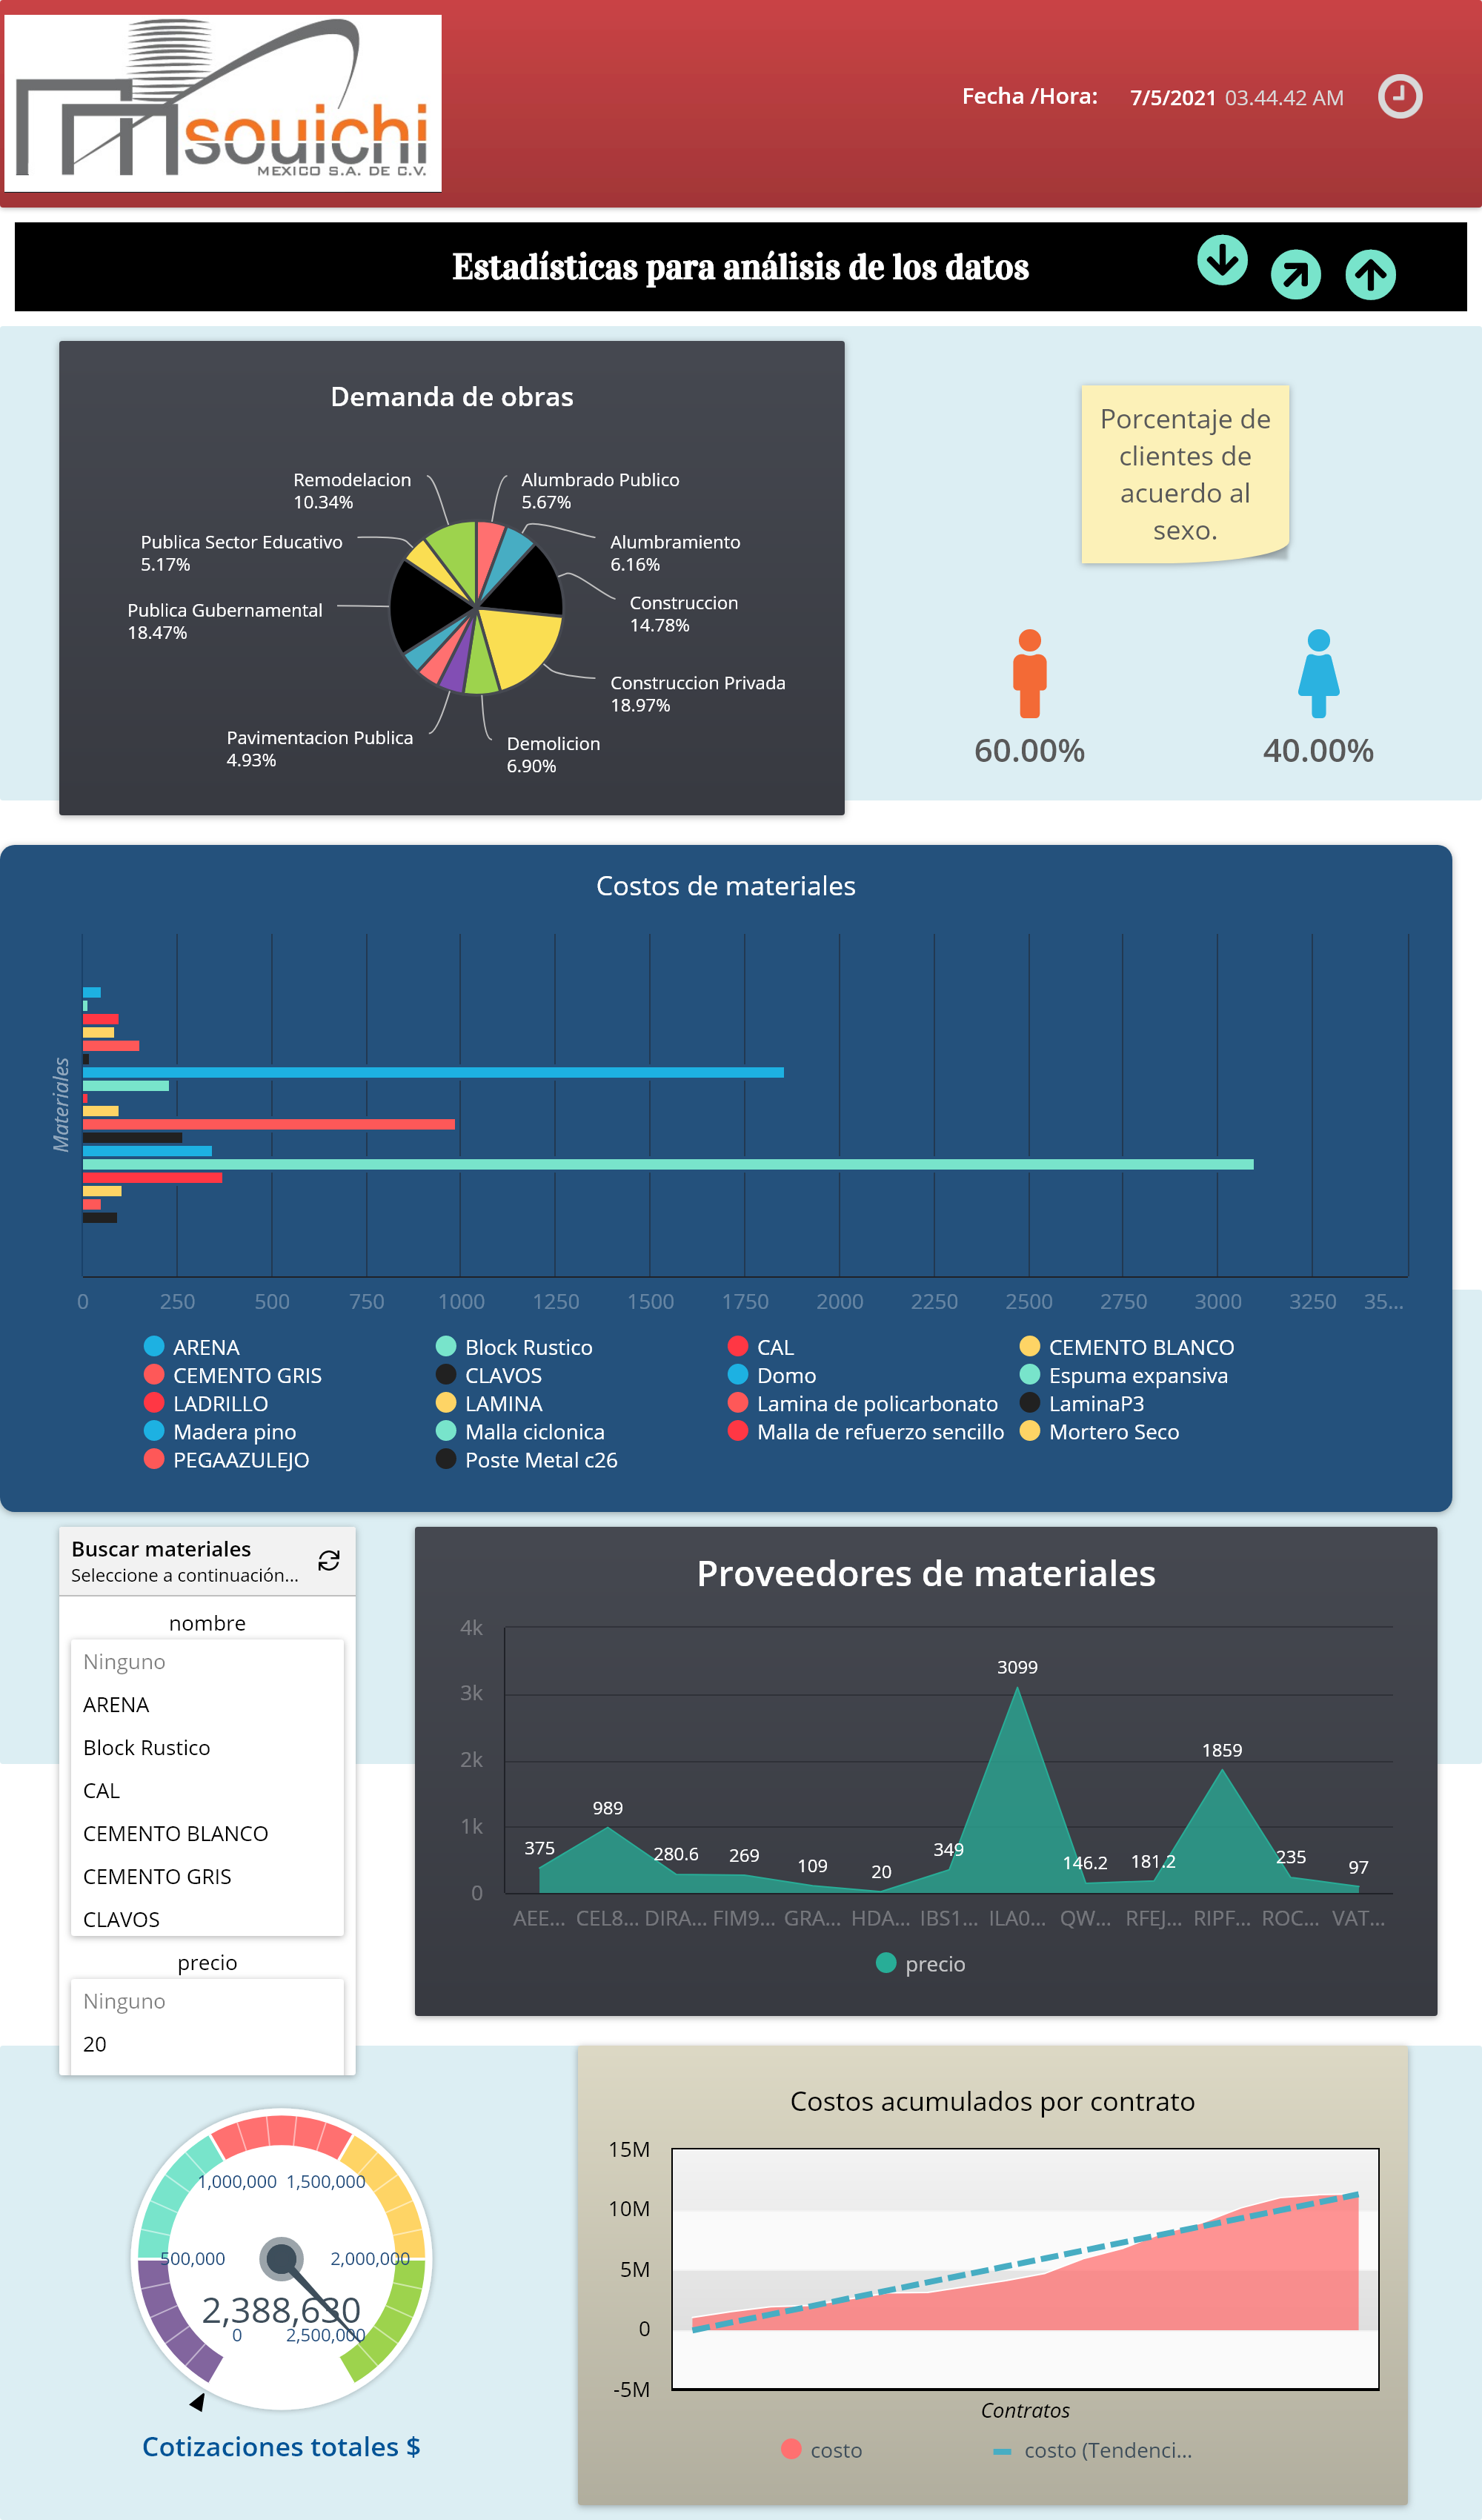 souichi
MEXICO S.A. DE C.V.
Fecha /Hora: 7/5/2021 03.44.42 AM
Estadísticas para análisis de los datos
Demanda de obras
Remodelacion
10.34%
Alumbrado Publico
5.67%
Publica Sector Educativo
5.17%
Alumbramiento
6.16%
Publica Gubernamental
18.47%
Construccion
14.78%
Construccion Privada
18.97%
Pavimentacion Publica
4.93%
Demolicion
6.90%
Porcentaje de
clientes de
acuerdo al
sexo.
60.00%
40.00%
Costos de materiales
Materiales
0 250 500 750 1000 1250 1500 1750 2000 2250 2500 2750 3000 3250 35...
ARENA Block Rustico CAL CEMENTO BLANCO
CEMENTO GRIS CLAVOS Domo Espuma expansiva
LADRILLO LAMINA Lamina de policarbonato LaminaP3
Madera pino Malla ciclonica Malla de refuerzo sencillo Mortero Seco
PEGAAZULEJO Poste Metal c26
Buscar materiales
Seleccione a continuación...
nombre
Ninguno
ARENA
Block Rustico
CAL
CEMENTO BLANCO
CEMENTO GRIS
CLAVOS
precio
Ninguno
20
Proveedores de materiales
4k
3k
2k
1k
0
375 989 280.6 269 109 20 349 3099 146.2 181.2 1859 235 97
AEE... CEL8... DIRA... FIM9... GRA... HDA... IBS1... ILA0... QW... RFEJ... RIPF... ROC... VAT...
precio
1,000,000 1,500,000
500,000 2,000,000
2,388,630
0 2,500,000
Cotizaciones totales $
Costos acumulados por contrato
15M
10M
5M
0
-5M
Contratos
costo costo (Tendenci...